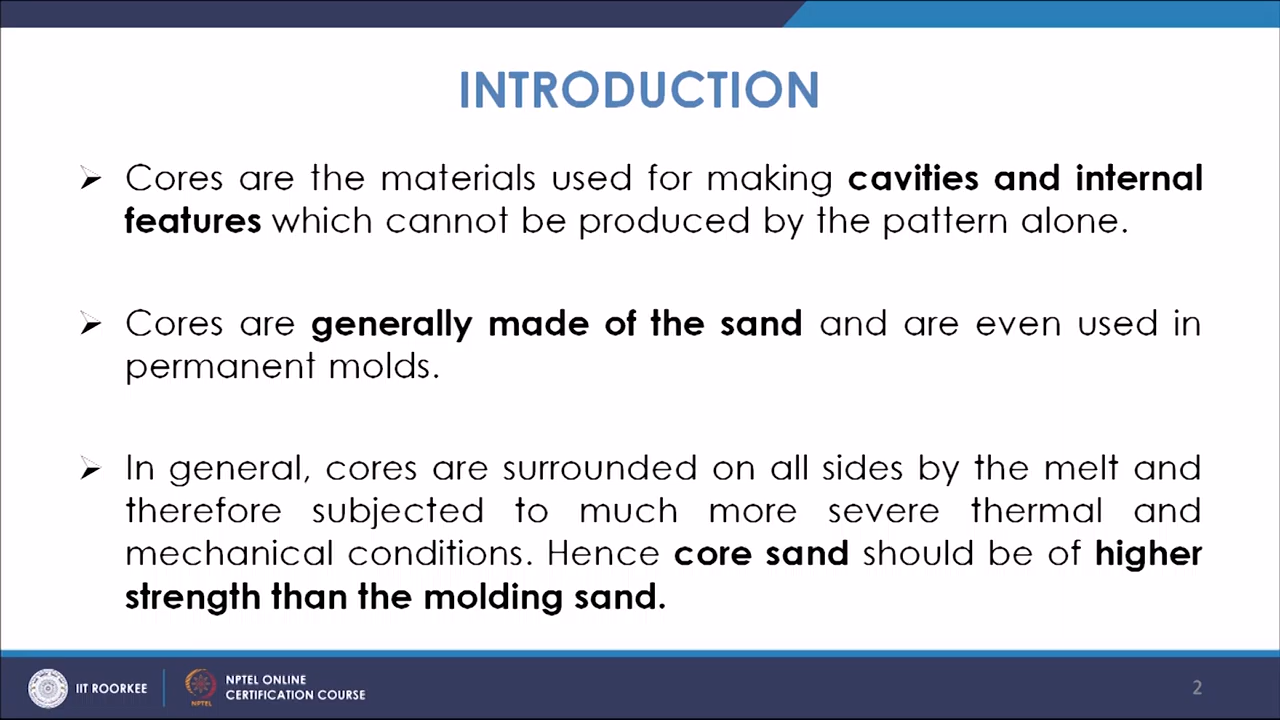 INTRODUCTION
➢ Cores are the materials used for making cavities and internal
features which cannot be produced by the pattern alone.
➢ Cores are generally made of the sand and are even used in
permanent molds.
➢ In general, cores are surrounded on all sides by the melt and
therefore subjected to much more severe thermal and
mechanical conditions. Hence core sand should be of higher
strength than the molding sand.
IIT ROORKEE
NPTEL
NPTEL ONLINE
CERTIFICATION COURSE
2